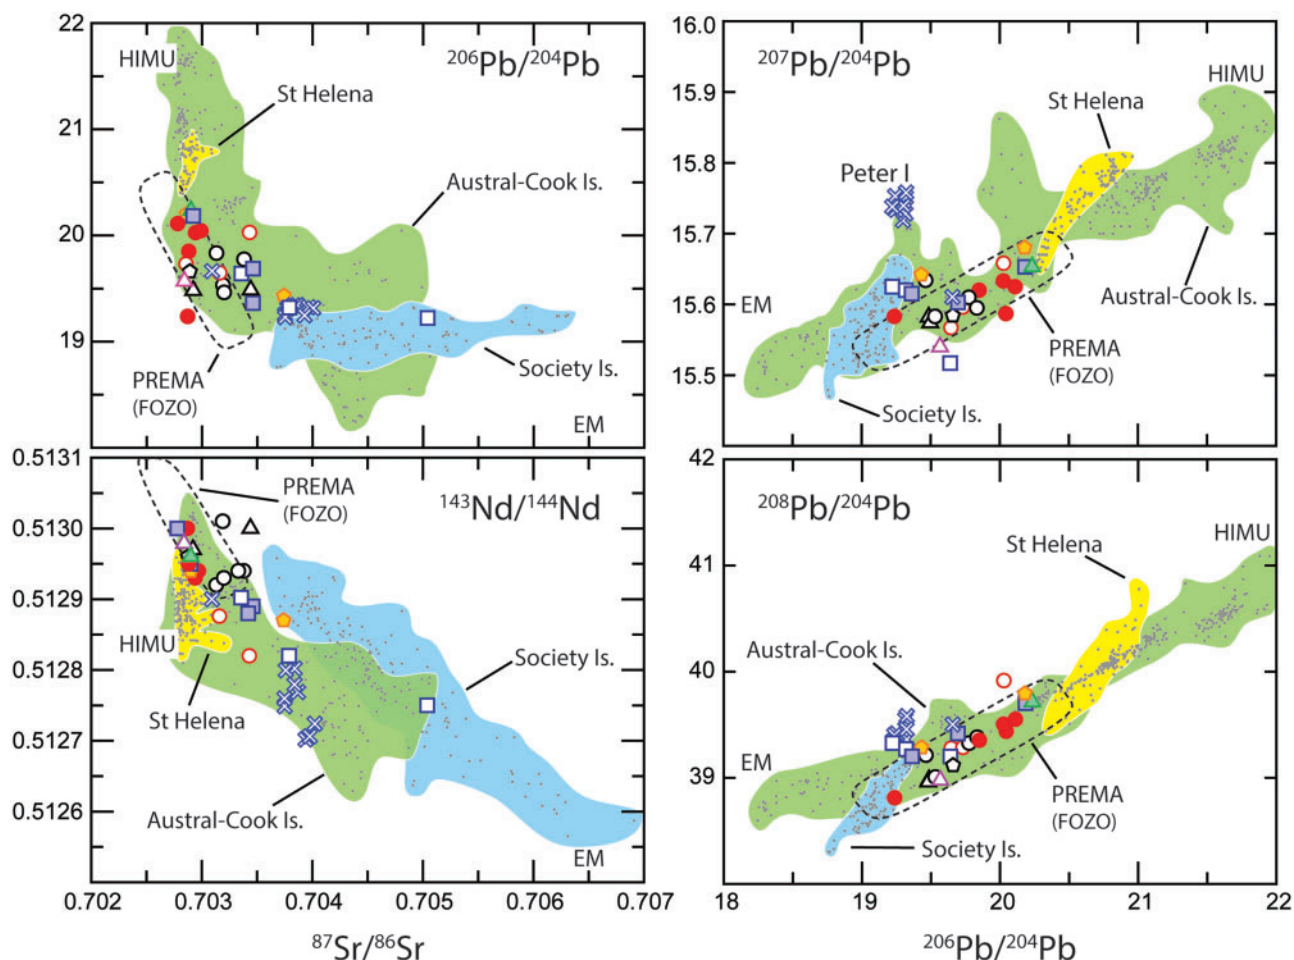 22
21
20
19
HIMU
²⁰⁶Pb/²⁰⁴Pb
St Helena
Austral-Cook Is.
PREMA
(FOZO)
Society Is.
EM
16.0
15.9
15.8
15.7
15.6
15.5
15.4
²⁰⁷Pb/²⁰⁴Pb
HIMU
St Helena
Peter I
Austral-Cook Is.
EM
PREMA
(FOZO)
Society Is.
0.5131
0.5130
0.5129
0.5128
0.5127
0.5126
PREMA
(FOZO)
¹⁴³Nd/¹⁴⁴Nd
HIMU
St Helena
Society Is.
Austral-Cook Is.
EM
0.702
0.703
0.704
0.705
0.706
0.707
⁸⁷Sr/⁸⁶Sr
42
41
40
39
²⁰⁸Pb/²⁰⁴Pb
HIMU
St Helena
Austral-Cook Is.
EM
PREMA
(FOZO)
Society Is.
18
19
20
21
22
²⁰⁶Pb/²⁰⁴Pb